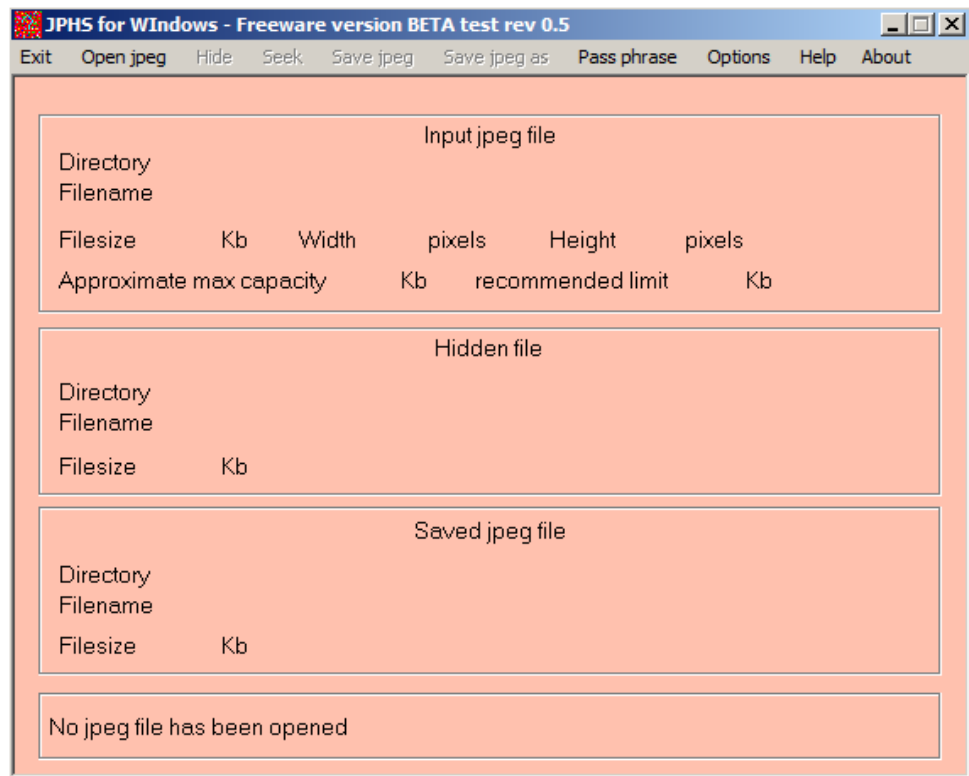 JPHS for WIndows - Freeware version BETA test rev 0.5
Exit Open jpeg Hide Seek Save jpeg Save jpeg as Pass phrase Options Help About
Input jpeg file
Directory
Filename
Filesize Kb Width pixels Height pixels
Approximate max capacity Kb recommended limit Kb
Hidden file
Directory
Filename
Filesize Kb
Saved jpeg file
Directory
Filename
Filesize Kb
No jpeg file has been opened